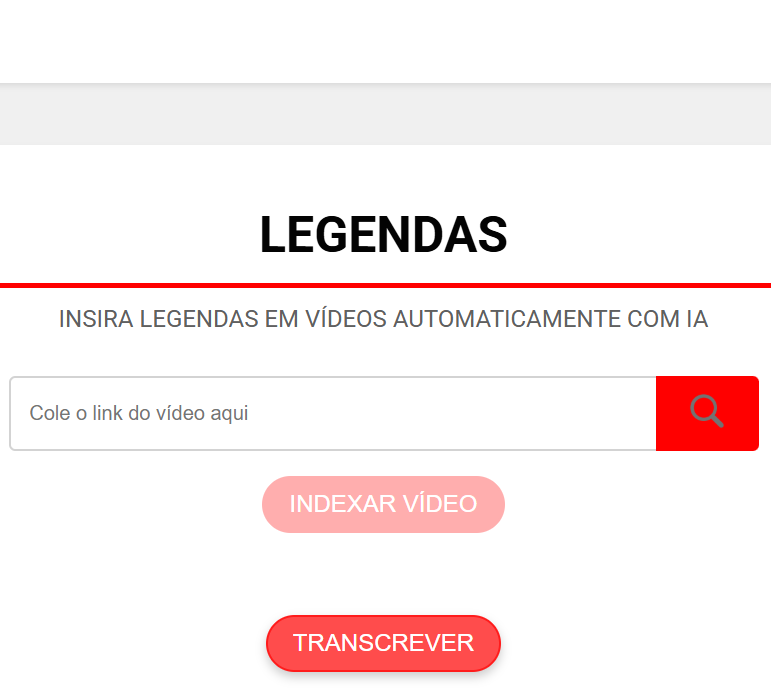 LEGENDAS
INSIRA LEGENDAS EM VÍDEOS AUTOMATICAMENTE COM IA
Cole o link do vídeo aqui
INDEXAR VÍDEO
TRANSCREVER